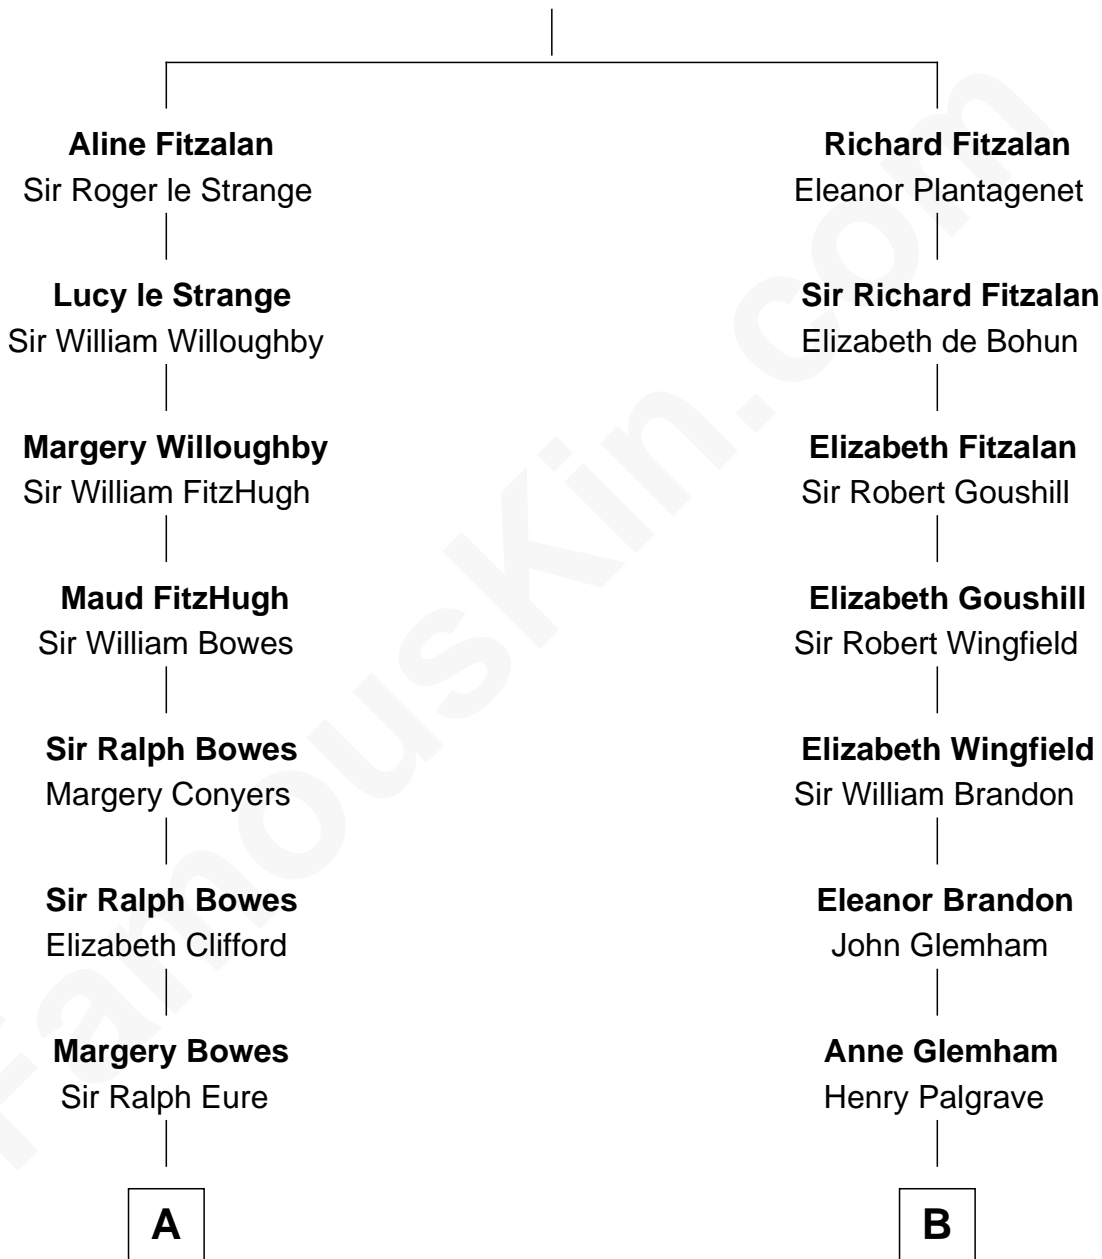 Aline Fitzalan
Sir Roger le Strange
Lucy le Strange
Sir William Willoughby
Margery Willoughby
Sir William FitzHugh
Maud FitzHugh
Sir William Bowes
Sir Ralph Bowes
Margery Conyers
Sir Ralph Bowes
Elizabeth Clifford
Margery Bowes
Sir Ralph Eure
A
Richard Fitzalan
Eleanor Plantagenet
Sir Richard Fitzalan
Elizabeth de Bohun
Elizabeth Fitzalan
Sir Robert Goushill
Elizabeth Goushill
Sir Robert Wingfield
Elizabeth Wingfield
Sir William Brandon
Eleanor Brandon
John Glemham
Anne Glemham
Henry Palgrave
B
FamousKin.com